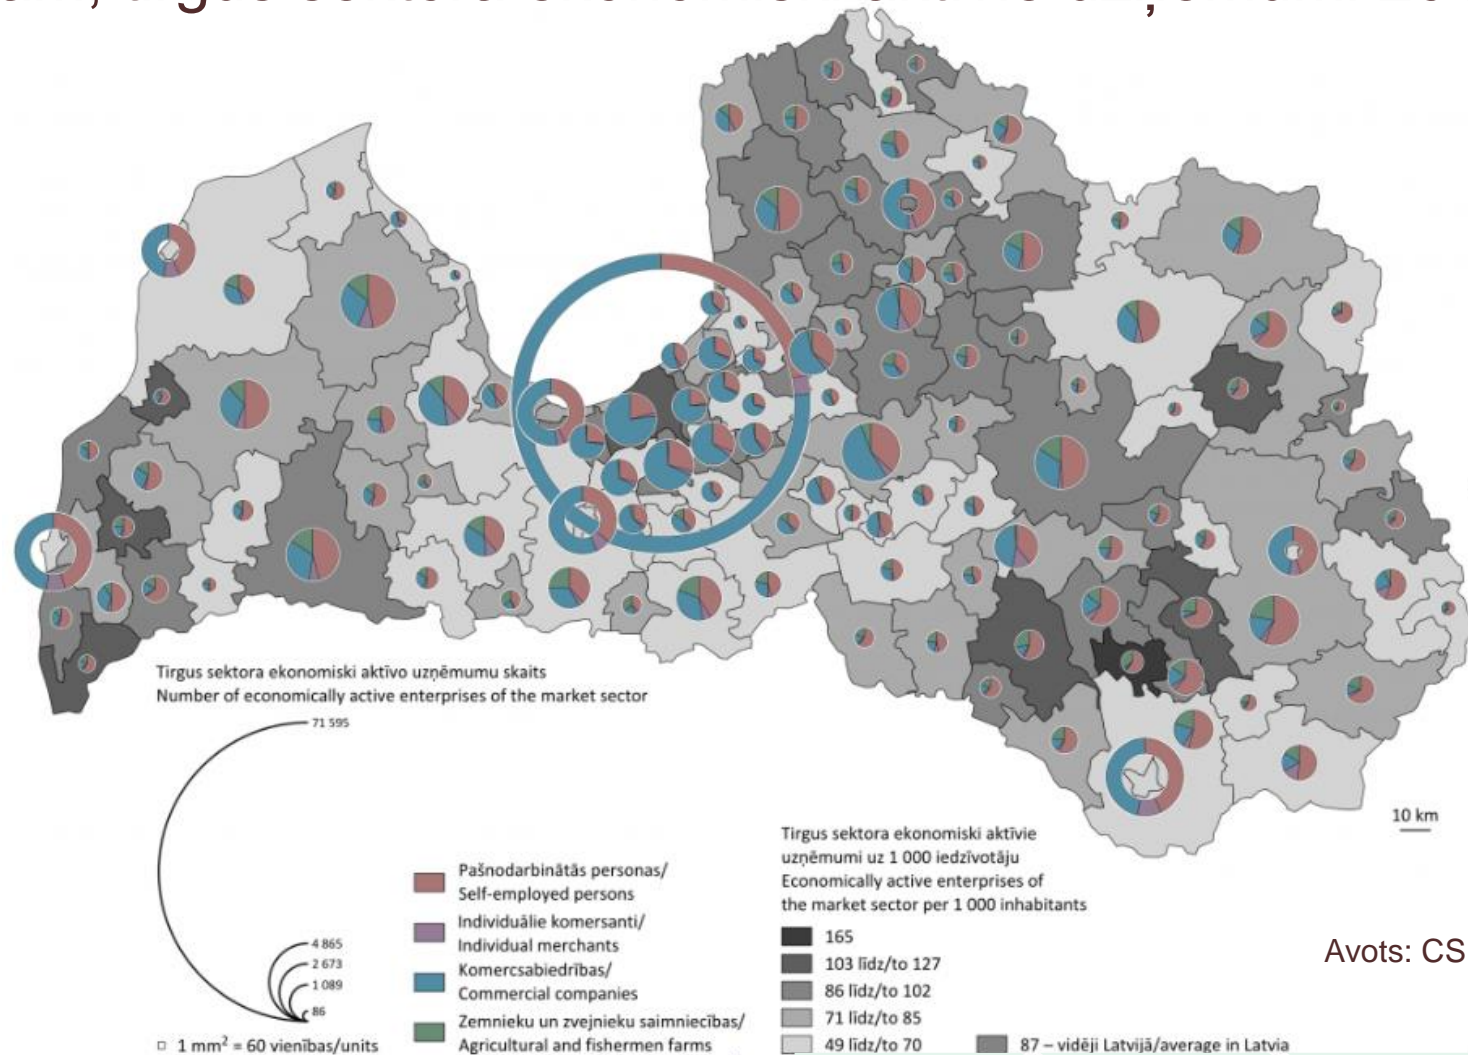 Tirgus sektora ekonomiski aktīvo uzņēmumu skaits
Number of economically active enterprises of the market sector
71 595
4 865
2 673
1 089
86
1 mm² = 60 vienības/units
Pašnodarbinātās personas/
Self-employed persons
Individuālie komersanti/
Individual merchants
Komercsabiedrības/
Commercial companies
Zemnieku un zvejnieku saimniecības/
Agricultural and fishermen farms
Tirgus sektora ekonomiski aktīvie
uzņēmumi uz 1 000 iedzīvotāju
Economically active enterprises of
the market sector per 1 000 inhabitants
165
103 līdz/to 127
86 līdz/to 102
71 līdz/to 85
49 līdz/to 70
87 – vidēji Latvijā/average in Latvia
10 km
Avots: CS